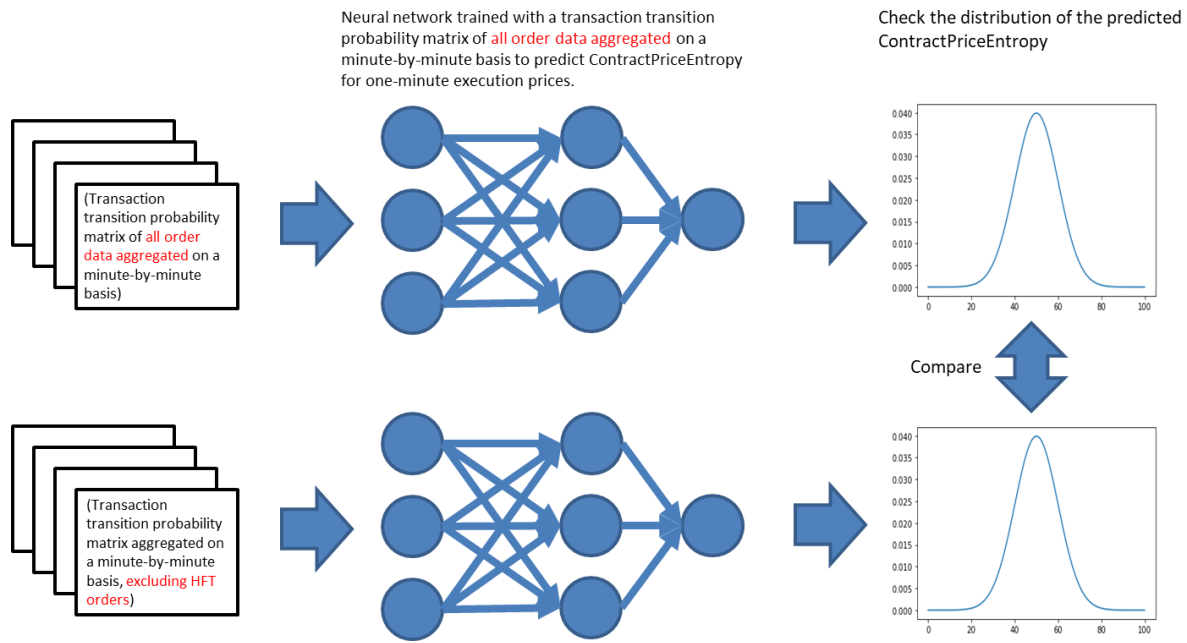 Neural network trained with a transaction transition
probability matrix of all order data aggregated on a
minute-by-minute basis to predict ContractPriceEntropy
for one-minute execution prices.
Check the distribution of the predicted
ContractPriceEntropy
(Transaction
transition probability
matrix of all order
data aggregated on a
minute-by-minute
basis)
0.040
0.035
0.030
0.025
0.020
0.015
0.010
0.005
0.000
0 20 40 60 80 100
Compare
(Transaction
transition probability
matrix aggregated on
a minute-by-minute
basis, excluding HFT
orders)
0.040
0.035
0.030
0.025
0.020
0.015
0.010
0.005
0.000
0 20 40 60 80 100